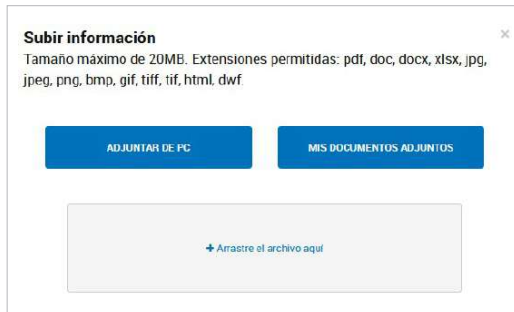 Subir información
×
Tamaño máximo de 20MB. Extensiones permitidas: pdf, doc, docx, xlsx, jpg,
jpeg, png, bmp, gif, tiff, tif, html, dwf
ADJUNTAR DE PC
MIS DOCUMENTOS ADJUNTOS
+ Arrastre el archivo aquí